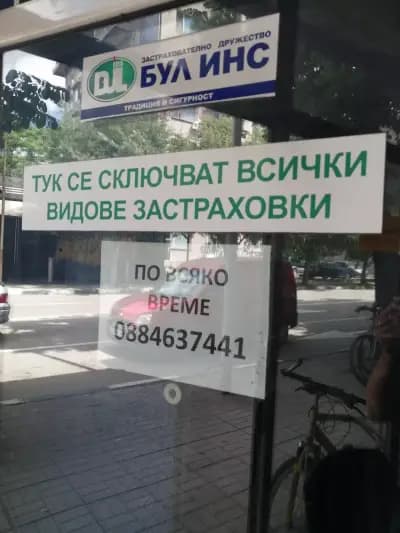 ЗАСТРАХОВАТЕЛНО ДРУЖЕСТВО
БУЛ ИНС
ТРАДИЦИЯ И СИГУРНОСТ
ТУК СЕ СКЛЮЧВАТ ВСИЧКИ
ВИДОВЕ ЗАСТРАХОВКИ
ПО ВСЯКО
ВРЕМЕ
0884637441